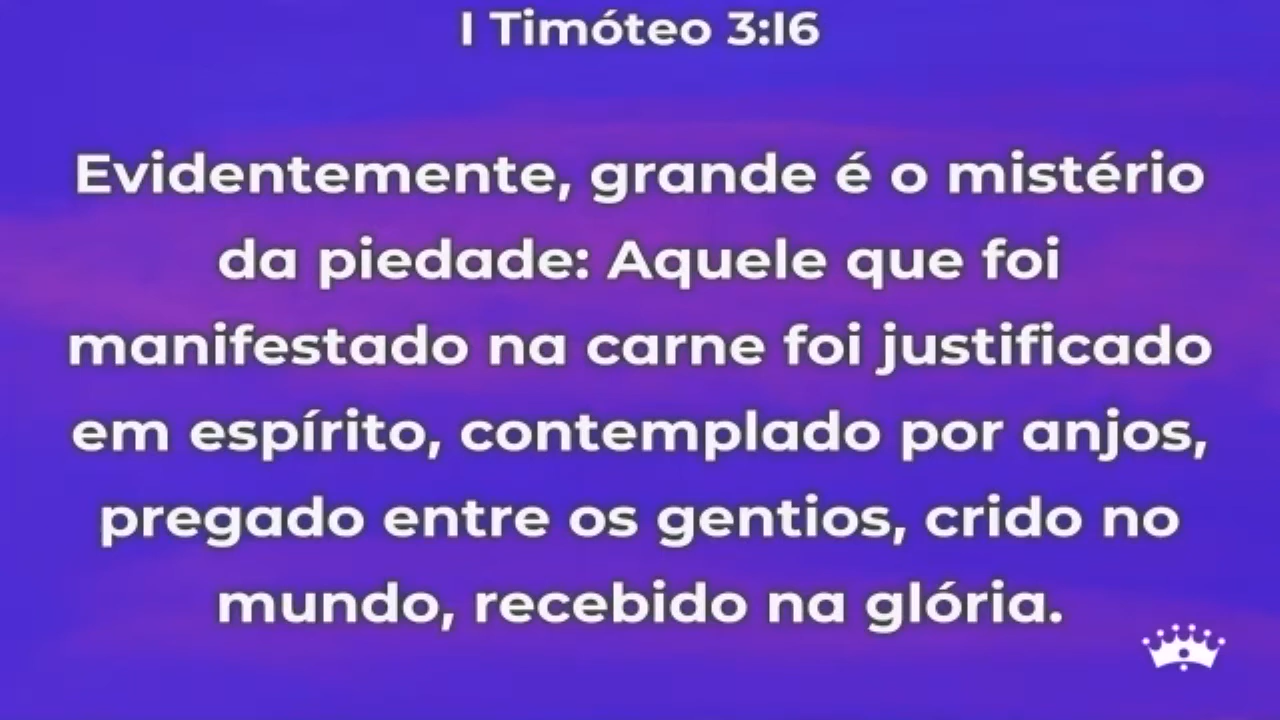 I Timóteo 3:16
Evidentemente, grande é o mistério
da piedade: Aquele que foi
manifestado na carne foi justificado
em espírito, contemplado por anjos,
pregado entre os gentios, crido no
mundo, recebido na glória.